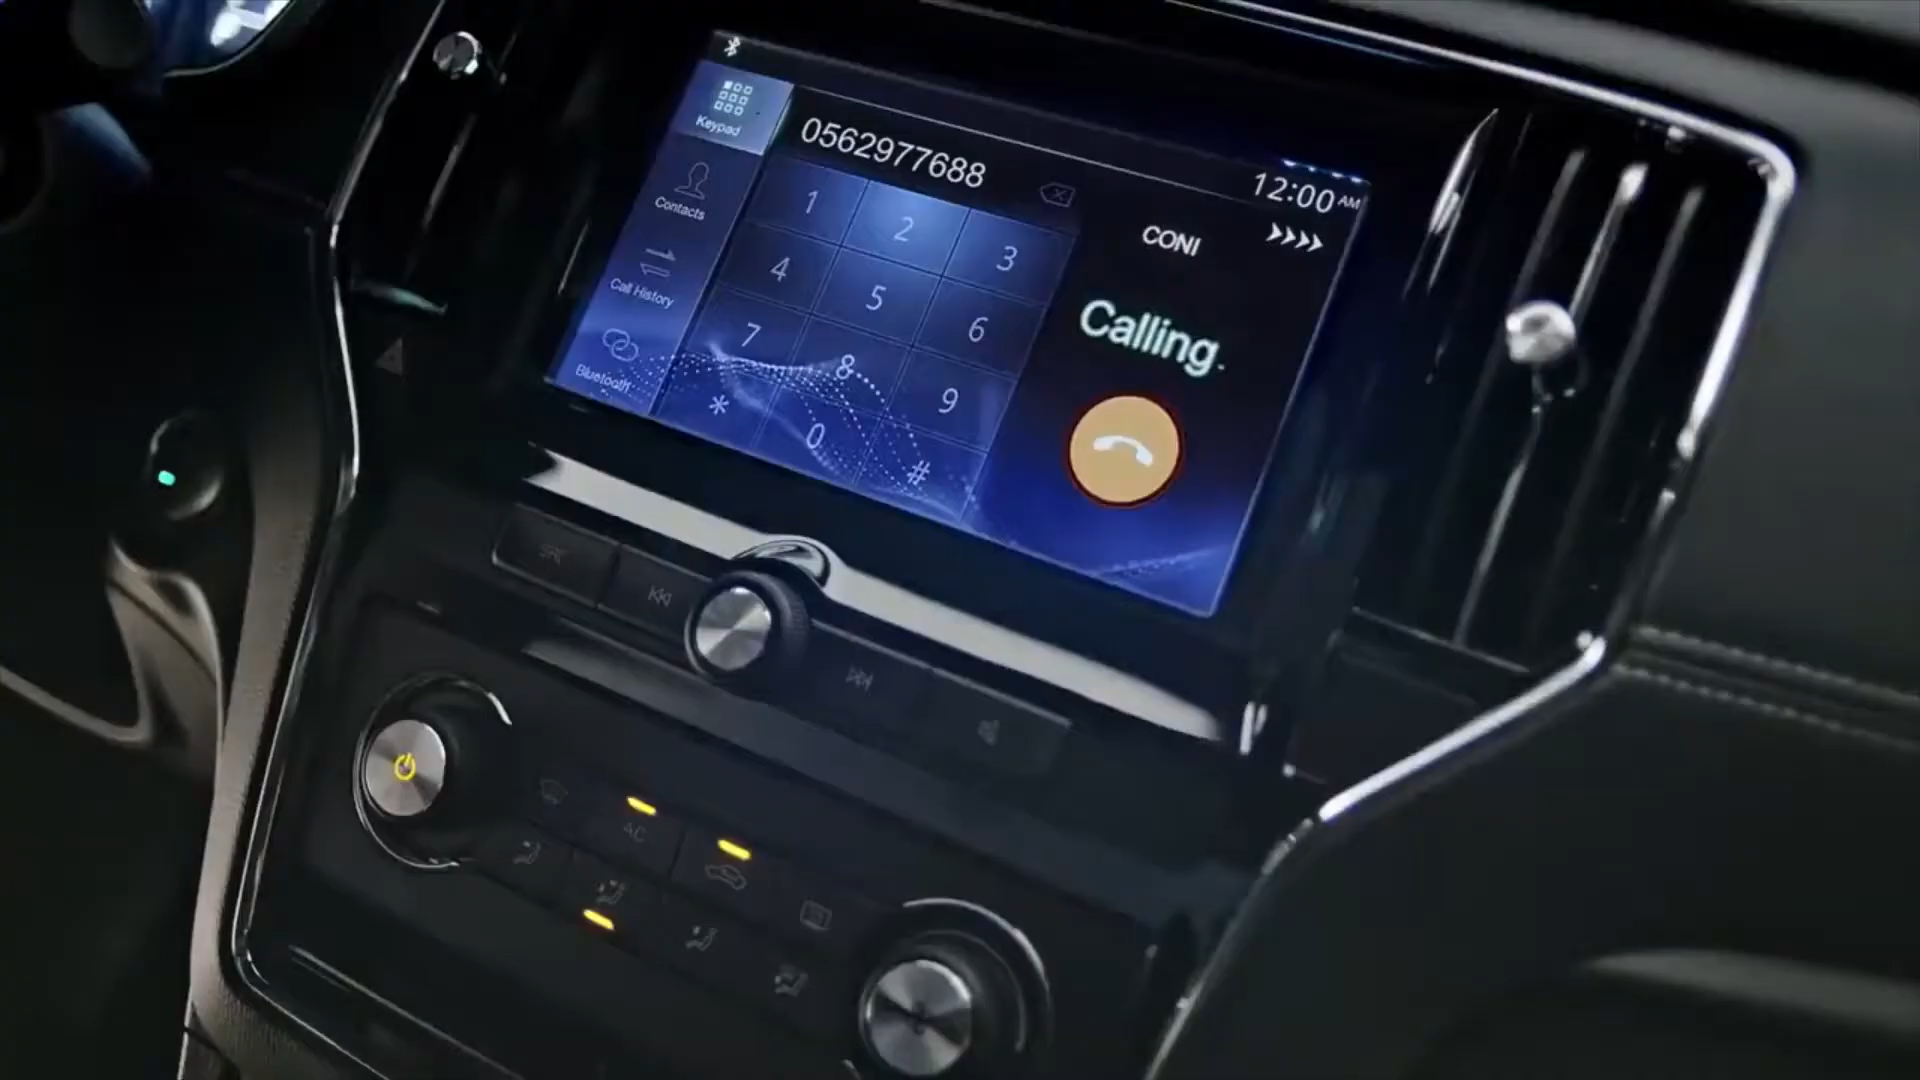 Keypad
0562977688
12:00 AM
Contacts
1 2 3
CONI
Call History
4 5 6
Calling.
Bluetooth
7 8 9
* 0 #
AC